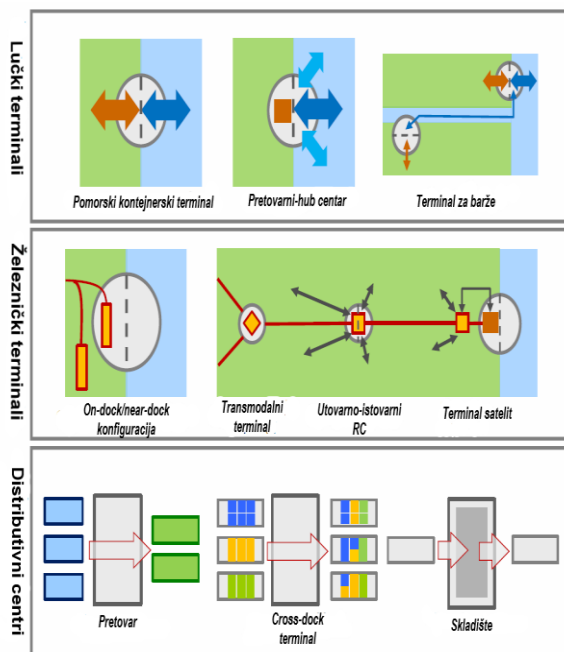 Lučki terminali
Pomorski kontejnerski terminal
Pretovarni-hub centar
Terminal za barže
Železnički terminali
On-dock/near-dock
konfiguracija
Transmodalni
terminal
Utovarno-istovarni
RC
Terminal satelit
Distributivni centri
Pretovar
Cross-dock
terminal
Skladište